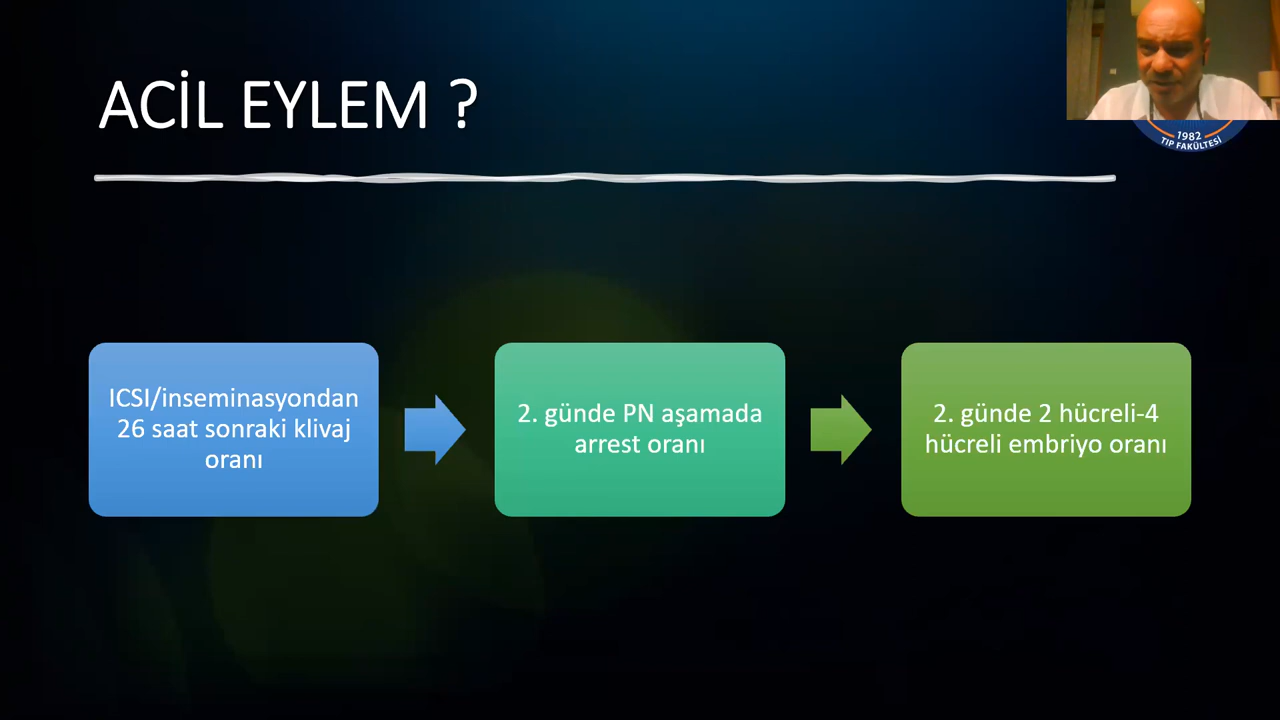 ACİL EYLEM ?
1982
TIP FAKÜLTESİ
ICSI/inseminasyondan
26 saat sonraki klivaj
oranı
2. günde PN aşamada
arrest oranı
2. günde 2 hücreli-4
hücreli embriyo oranı